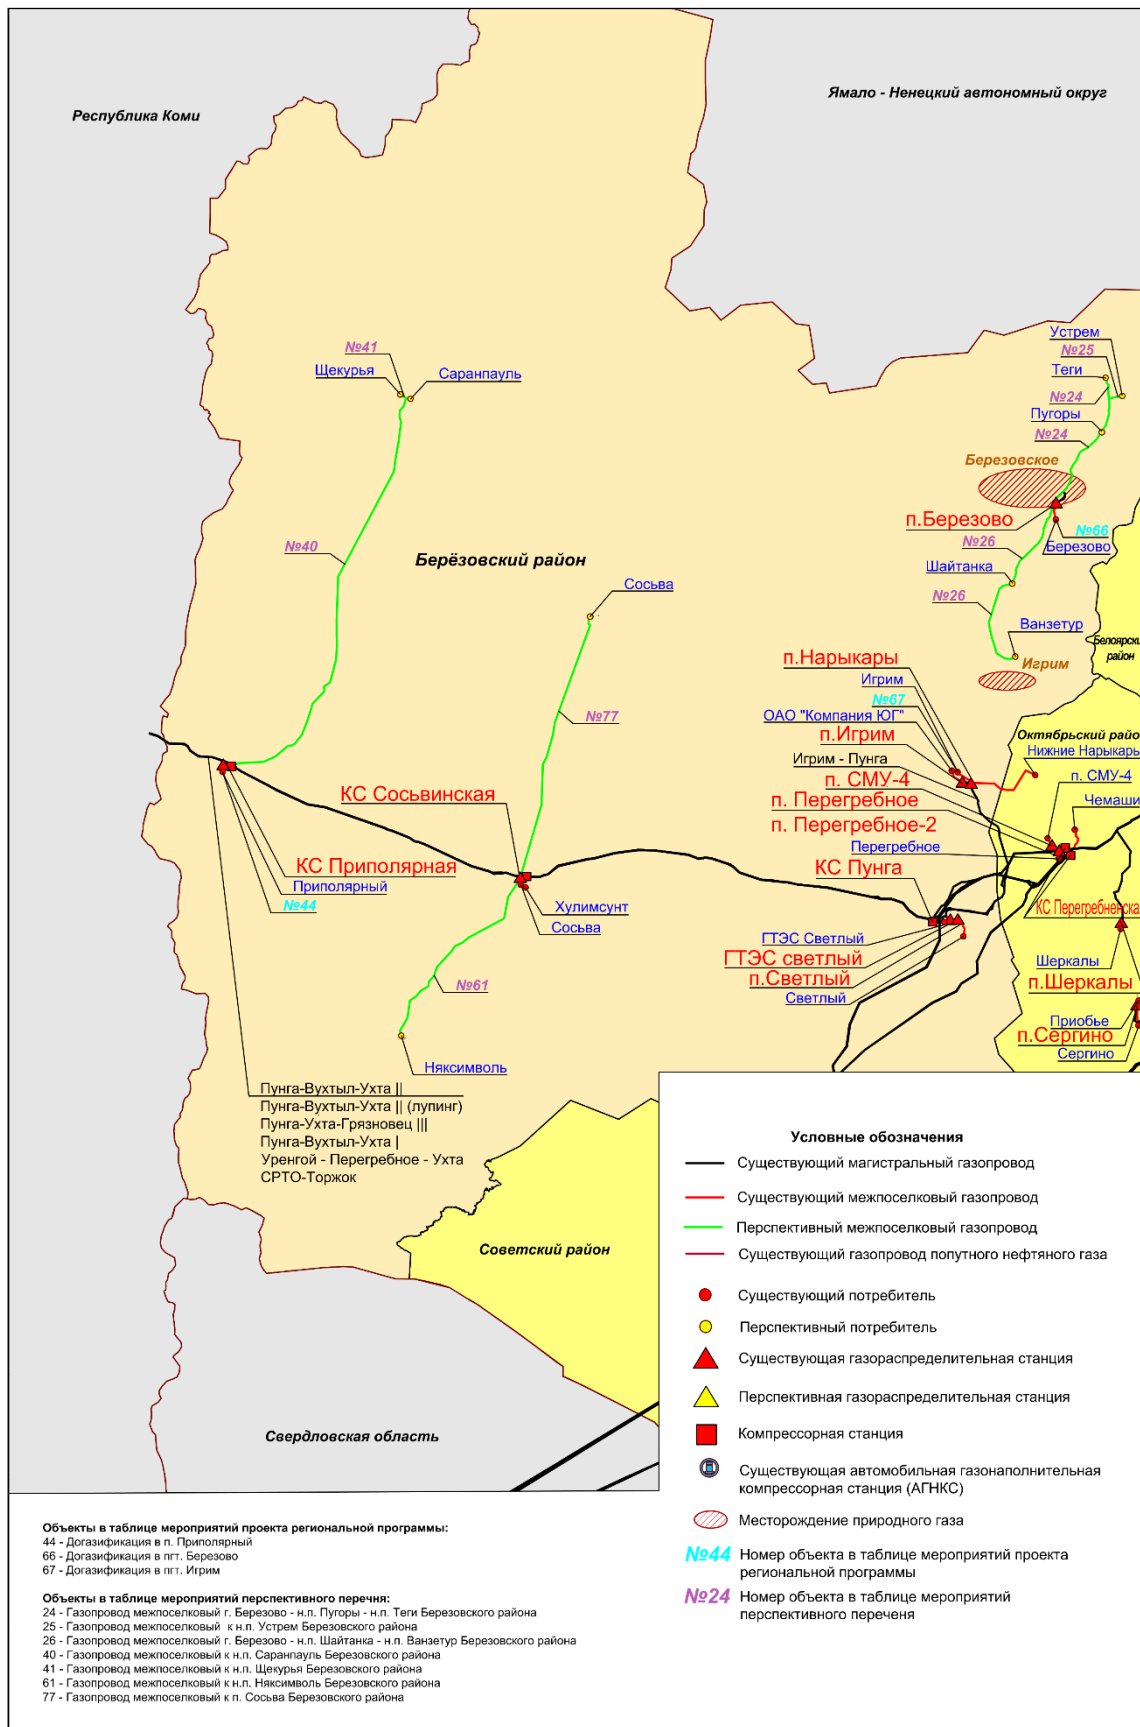 Республика Коми
Ямало - Ненецкий автономный округ
Устрем
№25
Теги
№24
Пугоры
№24
Березовское
п.Березово
№66
Березово
№26
Шайтанка
№26
Ванзетур
Игрим
Белоярски
район
№41
Щекурья
Саранпауль
№40
Берёзовский район
Сосьва
№77
п.Нарыкары
Игрим
№67
ОАО "Компания ЮГ"
п.Игрим
Игрим - Пунга
п. СМУ-4
п. Перегребное
п. Перегребное-2
Перегребное
КС Пунга
Октябрьский райо
Нижние Нарыкары
п. СМУ-4
Чемаши
КС Перегребненска
КС Сосьвинская
КС Приполярная
Приполярный
№44
Хулимсунт
Сосьва
ГТЭС Светлый
ГТЭС светлый
п.Светлый
Светлый
Шеркалы
п.Шеркалы
Приобье
п.Сергино
Сергино
№61
Няксимволь
Пунга-Вухтыл-Ухта ||
Пунга-Вухтыл-Ухта || (лупинг)
Пунга-Ухта-Грязновец |||
Пунга-Вухтыл-Ухта |
Уренгой - Перегребное - Ухта
СРТО-Торжок
Советский район
Свердловская область
Условные обозначения
Существующий магистральный газопровод
Существующий межпоселковый газопровод
Перспективный межпоселковый газопровод
Существующий газопровод попутного нефтяного газа
Существующий потребитель
Перспективный потребитель
Существующая газораспределительная станция
Перспективная газораспределительная станция
Компрессорная станция
Существующая автомобильная газонаполнительная
компрессорная станция (АГНКС)
Месторождение природного газа
№44 Номер объекта в таблице мероприятий проекта
региональной программы
№24 Номер объекта в таблице мероприятий
перспективного переченя
Объекты в таблице мероприятий проекта региональной программы:
44 - Догазификация в п. Приполярный
66 - Догазификация в пгт. Березово
67 - Догазификация в пгт. Игрим
Объекты в таблице мероприятий перспективного перечня:
24 - Газопровод межпоселковый г. Березово - н.п. Пугоры - н.п. Теги Березовского района
25 - Газопровод межпоселковый к н.п. Устрем Березовского района
26 - Газопровод межпоселковый г. Березово - н.п. Шайтанка - н.п. Ванзетур Березовского района
40 - Газопровод межпоселковый к н.п. Саранпауль Березовского района
41 - Газопровод межпоселковый к н.п. Щекурья Березовского района
61 - Газопровод межпоселковый к н.п. Няксимволь Березовского района
77 - Газопровод межпоселковый к п. Сосьва Березовского района